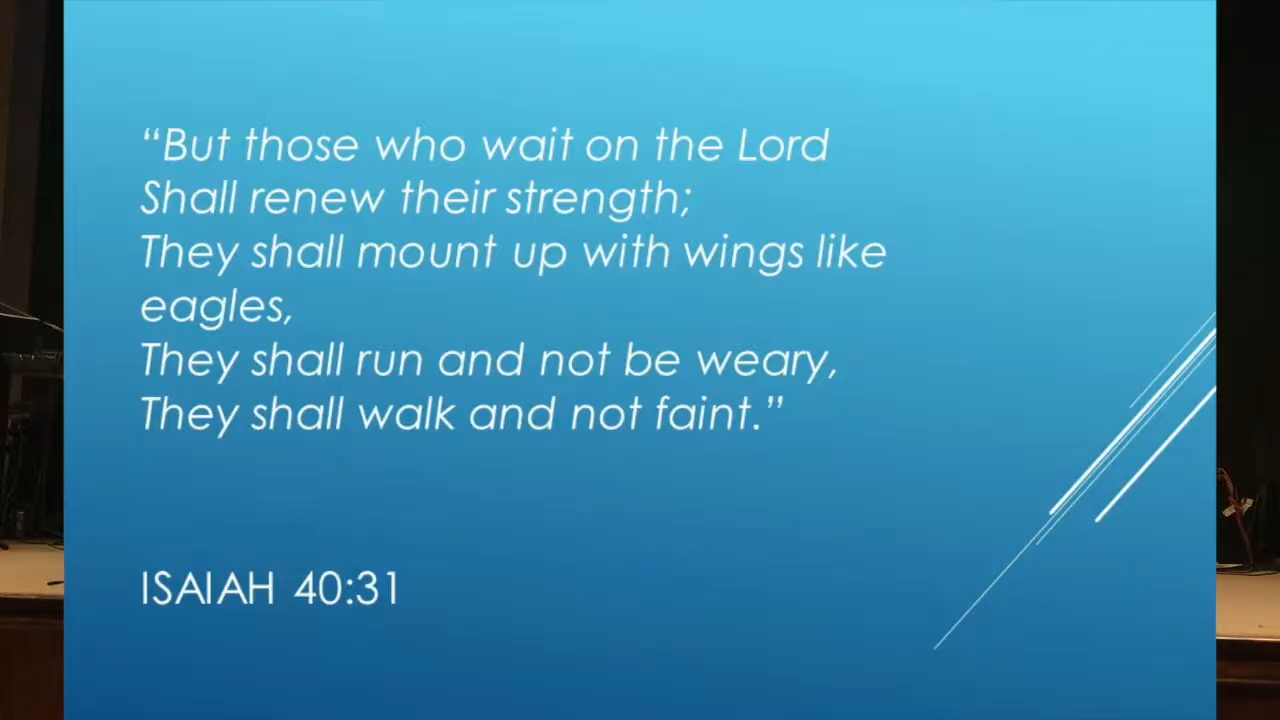 “But those who wait on the Lord
Shall renew their strength;
They shall mount up with wings like
eagles,
They shall run and not be weary,
They shall walk and not faint.”
ISAIAH 40:31